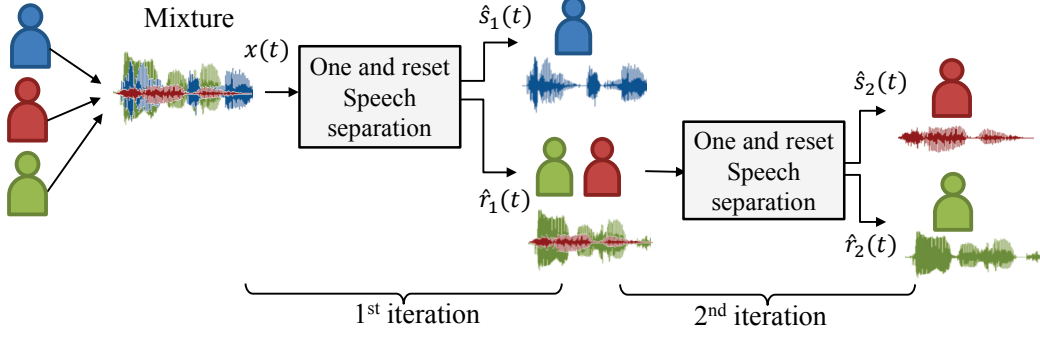 Mixture
x(t)
One and reset
Speech
separation
ŝ₁(t)
r̂₁(t)
One and reset
Speech
separation
ŝ₂(t)
r̂₂(t)
1st iteration
2nd iteration